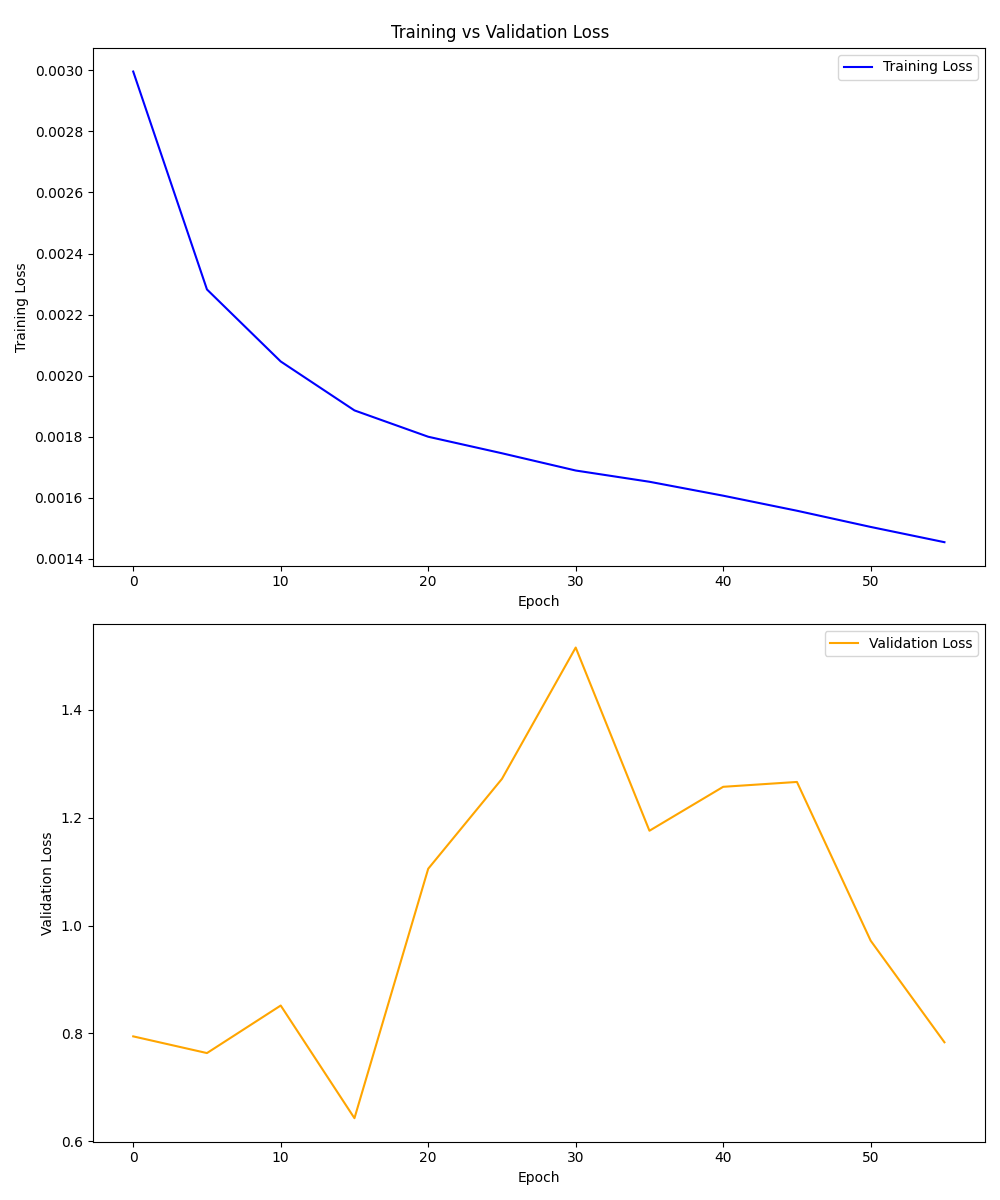 Training vs Validation Loss
Training Loss
0.0030
0.0028
0.0026
0.0024
0.0022
0.0020
0.0018
0.0016
0.0014
Training Loss
0 10 20 30 40 50
Epoch
Validation Loss
1.4
1.2
1.0
0.8
0.6
Validation Loss
0 10 20 30 40 50
Epoch